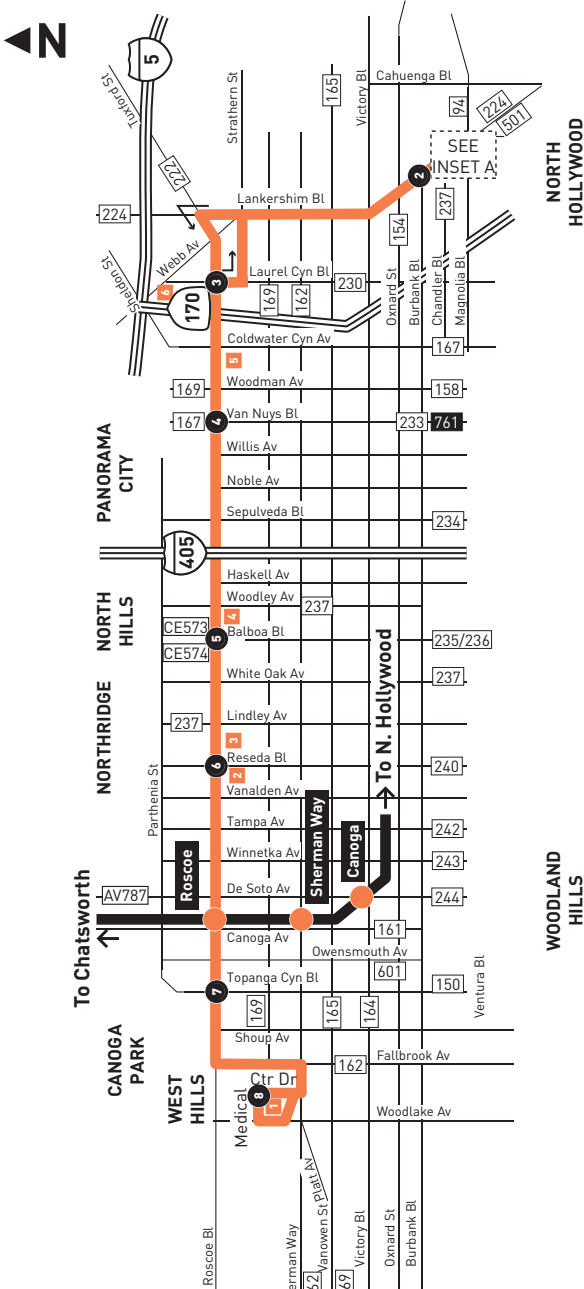 N
5
Tuxford St
222
224
Strathern St
165
Victory Bl
Cahuenga Bl
94
224
501
SEE
INSET A
NORTH
HOLLYWOOD
2
237
Lankershim Bl
154
Webb Av
Sheldon St
6
170
3
Laurel Cyn Bl
230
169
162
Oxnard St
Burbank Bl
Chandler Bl
Magnolia Bl
Coldwater Cyn Av
167
5
169
Woodman Av
158
167
4
Van Nuys Bl
233
761
PANORAMA
CITY
Willis Av
Noble Av
Sepulveda Bl
234
405
Haskell Av
Woodley Av
237
NORTH
HILLS
CE573
CE574
4
5
Balboa Bl
235/236
White Oak Av
237
237
Lindley Av
NORTHRIDGE
3
6
Reseda Bl
2
240
To N. Hollywood
Vanalden Av
Parthenia St
Tampa Av
242
Winnetka Av
243
Roscoe
Sherman Way
Canoga
AV787
De Soto Av
244
To Chatsworth
Canoga Av
161
Owensmouth Av
601
WOODLAND
HILLS
7
Topanga Cyn Bl
150
Ventura Bl
169
165
164
CANOGA
PARK
Shoup Av
162
Fallbrook Av
WEST
HILLS
Medical
Ctr Dr
8
1
Woodlake Av
Platt Av
Roscoe Bl
erman Way
Vanowen St
Victory Bl
Oxnard St
Burbank Bl
62
69